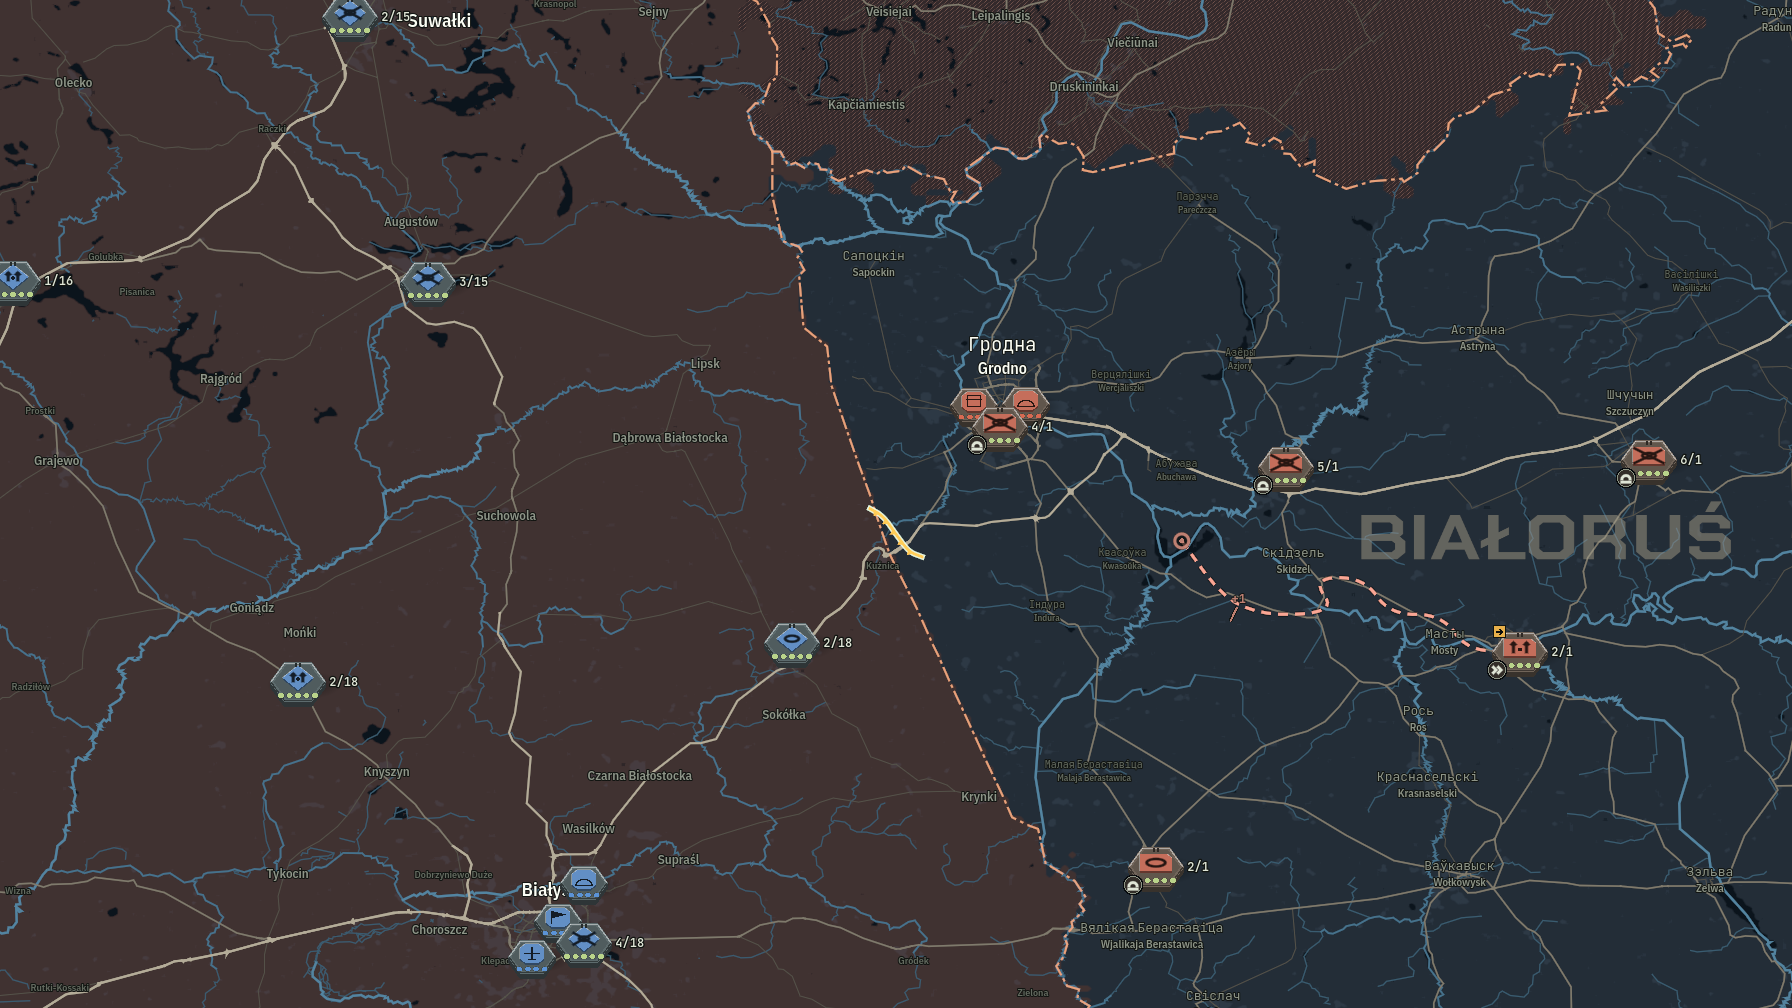 Suwałki
2/15
Krasnopol
Sejny
Veisiejai
Leipalingis
Viečiūnai
Druskininkai
Kapčiamiestis
Olecko
Raczki
Augustów
Golubka
Pisanica
1/16
3/15
Парэчча
Pareczcza
Сапоцкін
Sapockin
Васілішкі
Wasiliszki
Астрына
Astryna
Гродна
Grodno
Азёры
Верцялішкі
Wercjaliszki
Шчучын
Szczuczyn
Lipsk
Rajgród
Prostki
Grajewo
Dąbrowa Białostocka
4/1
5/1
6/1
Абухава
Abuchawa
Suchowola
BIAŁORUŚ
Квасоўка
Kwasoŭka
Скідзель
Skidzel
Kuźnica
Goniądz
Mońki
Індура
Indura
+1
Масты
Mosty
2/1
2/18
2/18
Radziłów
Рось
Roś
Sokółka
Knyszyn
Czarna Białostocka
Малая Бераставіца
Malaja Berastawica
Краснасельскі
Krasnaselski
Krynki
Wasilków
Supraśl
2/1
Ваўкавыск
Wołkowysk
Зэльва
Zelwa
Tykocin
Dobrzyniewo Duże
Wizna
Biały
Choroszcz
4/18
Вялікая Бераставіца
Wjalikaja Berastawica
Klepac
Gródek
Rutki-Kossaki
Zielona
Свіслач